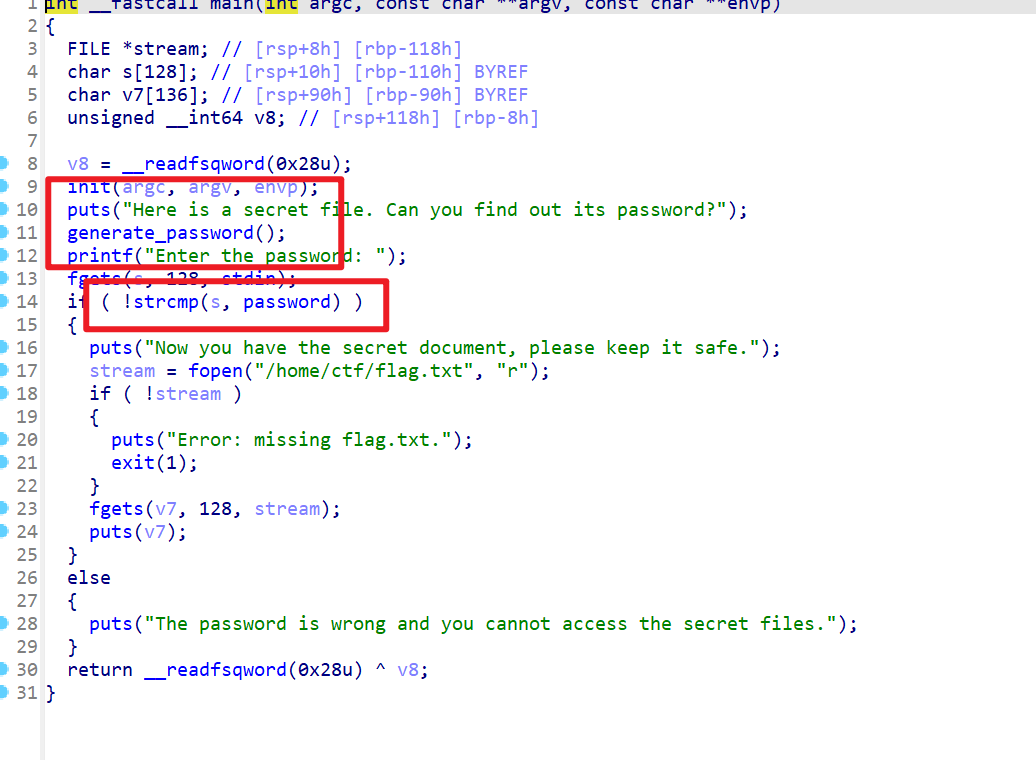 1 int __fastcall main(int argc, const char **argv, const char **envp)
2 {
3 FILE *stream; // [rsp+8h] [rbp-118h]
4 char s[128]; // [rsp+10h] [rbp-110h] BYREF
5 char v7[136]; // [rsp+90h] [rbp-90h] BYREF
6 unsigned __int64 v8; // [rsp+118h] [rbp-8h]
7
8 v8 = __readfsqword(0x28u);
9 init(argc, argv, envp);
10 puts("Here is a secret file. Can you find out its password?");
11 generate_password();
12 printf("Enter the password: ");
13 fgets(s, 128, stdin);
14 if ( !strcmp(s, password) )
15 {
16 puts("Now you have the secret document, please keep it safe.");
17 stream = fopen("/home/ctf/flag.txt", "r");
18 if ( !stream )
19 {
20 puts("Error: missing flag.txt.");
21 exit(1);
22 }
23 fgets(v7, 128, stream);
24 puts(v7);
25 }
26 else
27 {
28 puts("The password is wrong and you cannot access the secret files.");
29 }
30 return __readfsqword(0x28u) ^ v8;
31 }